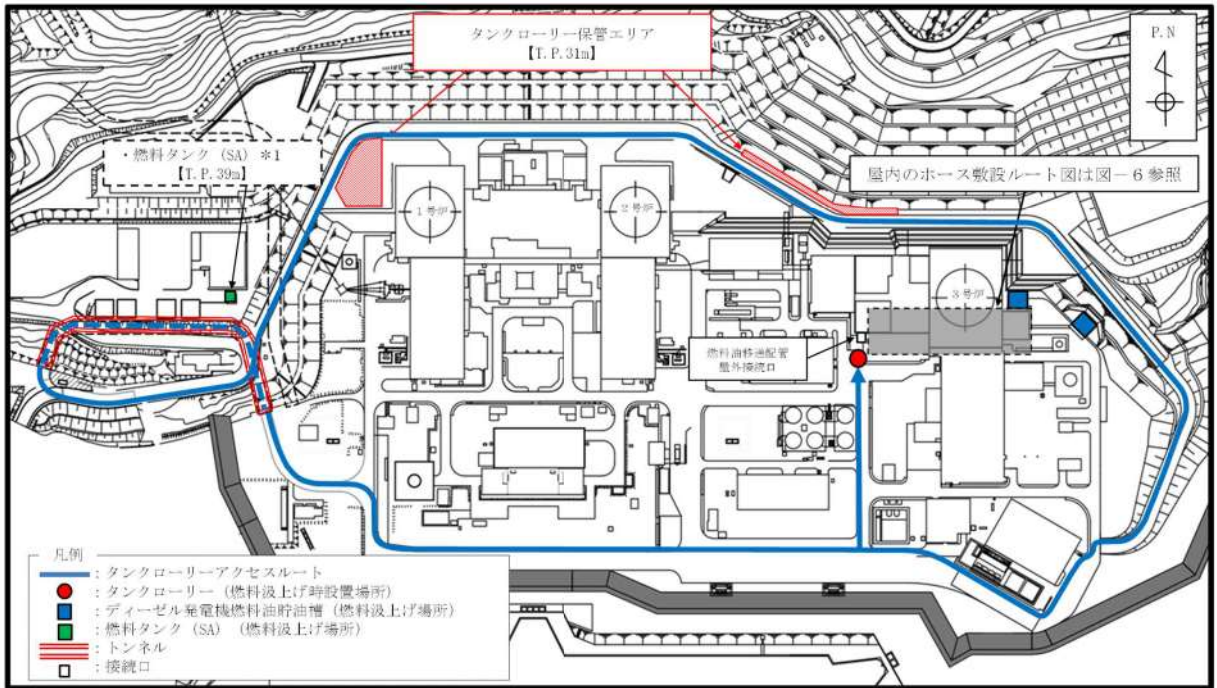 タンクローリー保管エリア
【T.P.31m】
P.N
・燃料タンク（SA）*1
【T.P.39m】
屋内のホース敷設ルート図は図－6参照
1号炉
2号炉
3号炉
燃料油移送配管
屋外接続口
凡例
：タンクローリーアクセスルート
：タンクローリー（燃料汲上げ時設置場所）
：ディーゼル発電機燃料油貯油槽（燃料汲上げ場所）
：燃料タンク（SA）（燃料汲上げ場所）
：トンネル
：接続口